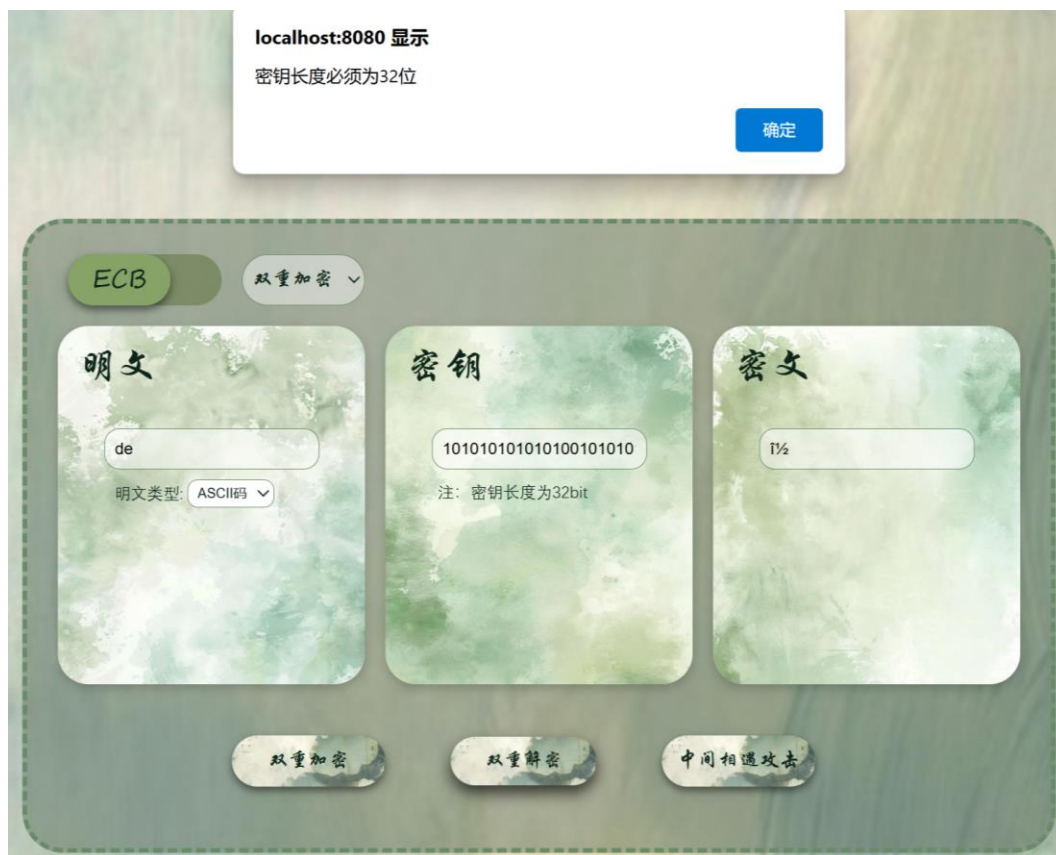 localhost:8080 显示
密钥长度必须为32位
确定
ECB
双重加密
明文
de
明文类型: ASCII码
密钥
101010101010100101010
注：密钥长度为32bit
密文
î½
双重加密
双重解密
中间相遇攻击